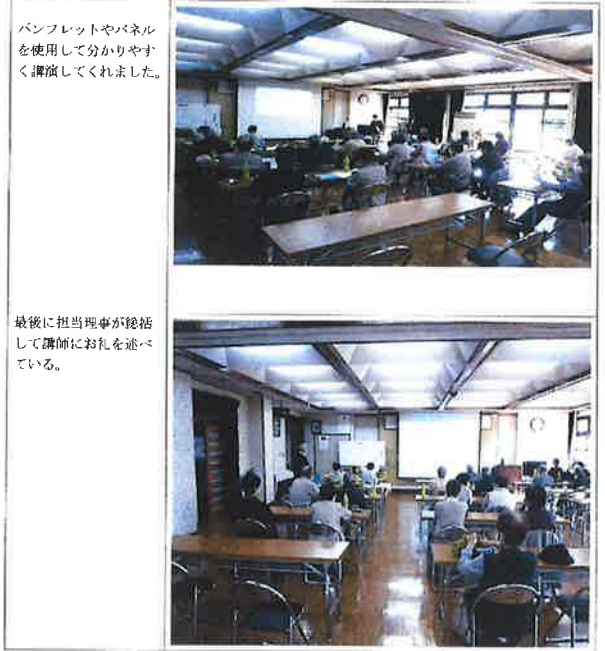 パンフレットやパネル
を使用して分かりやす
く講演してくれました。
最後に担当理事が総括
して講師にお礼を述べ
ている。